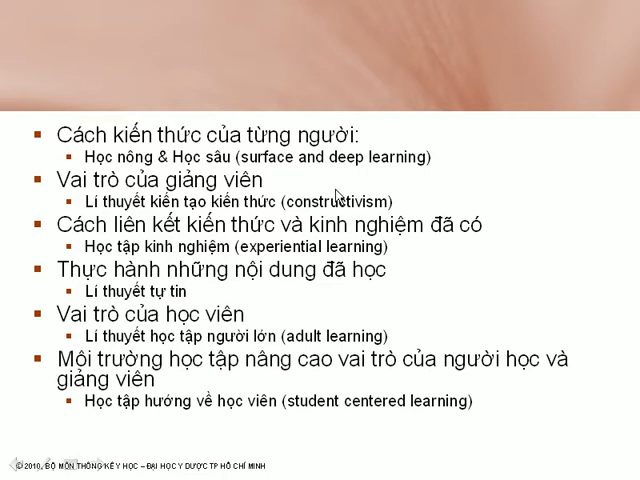 Cách kiến thức của từng người:
Học nông & Học sâu (surface and deep learning)
Vai trò của giảng viên
Lí thuyết kiến tạo kiến thức (constructivism)
Cách liên kết kiến thức và kinh nghiệm đã có
Học tập kinh nghiệm (experiential learning)
Thực hành những nội dung đã học
Lí thuyết tự tin
Vai trò của học viên
Lí thuyết học tập người lớn (adult learning)
Môi trường học tập nâng cao vai trò của người học và
giảng viên
Học tập hướng về học viên (student centered learning)
© 2010, BỘ MÔN THỐNG KÊ Y HỌC – ĐẠI HỌC Y DƯỢC TP HỒ CHÍ MINH